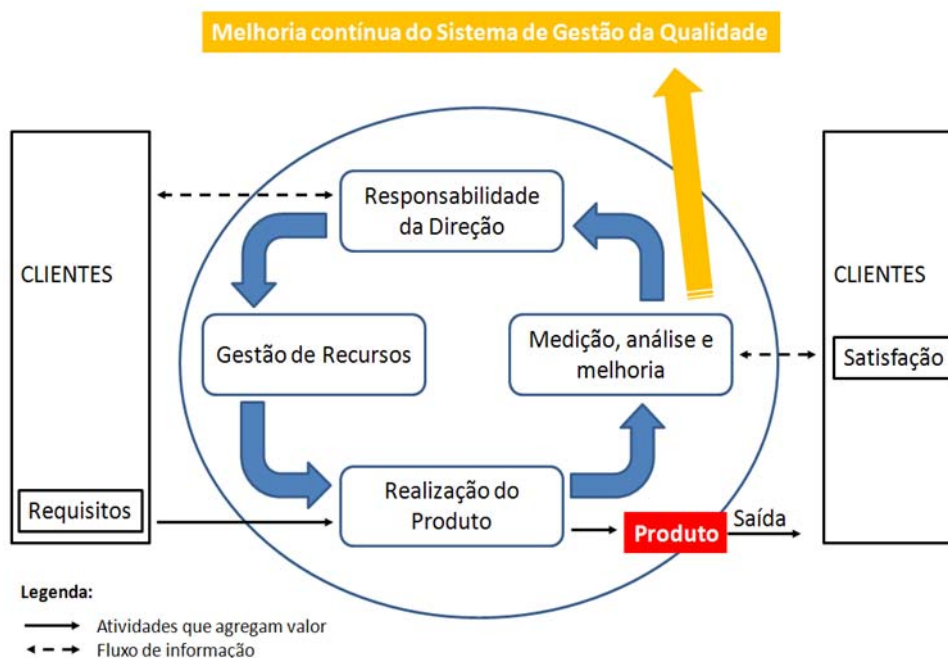 Melhoria contínua do Sistema de Gestão da Qualidade
CLIENTES
Requisitos
Responsabilidade
da Direção
Gestão de Recursos
Medição, análise e
melhoria
Realização do
Produto
Produto
Saída
CLIENTES
Satisfação
Legenda:
Atividades que agregam valor
Fluxo de informação